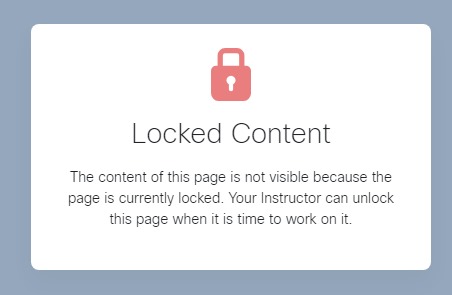 Locked Content
The content of this page is not visible because the
page is currently locked. Your Instructor can unlock
this page when it is time to work on it.